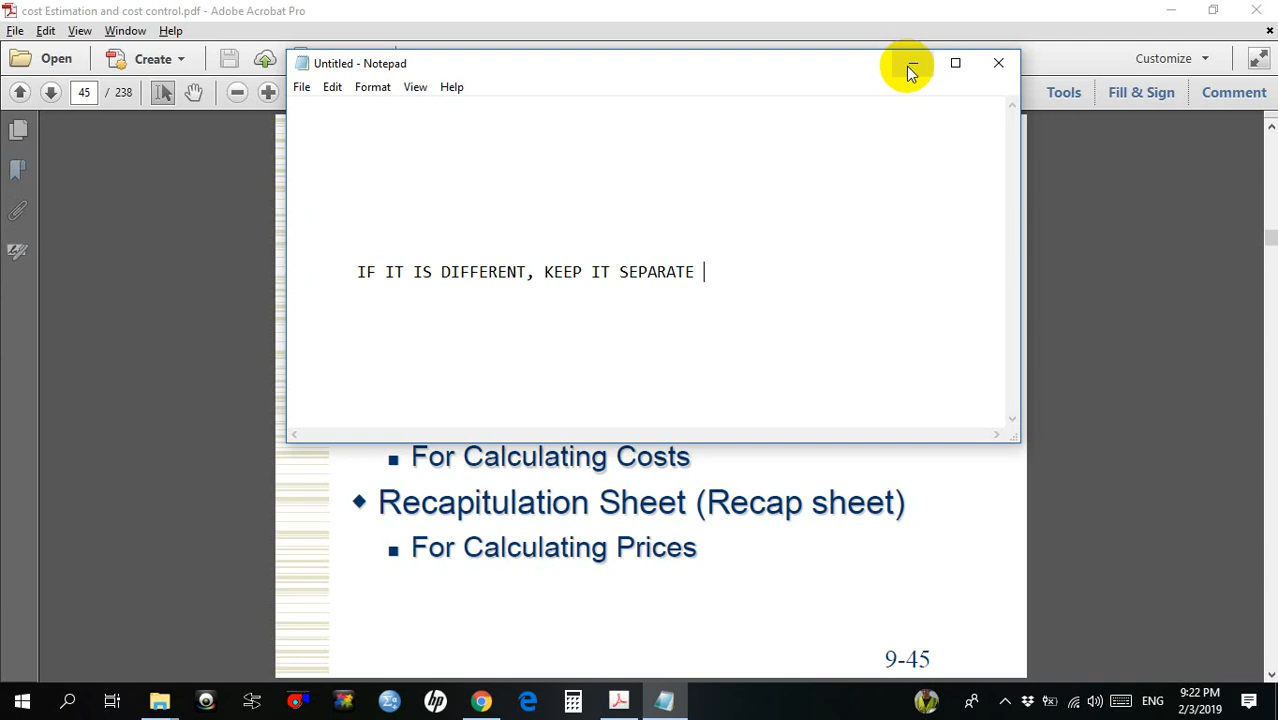 cost Estimation and cost control.pdf - Adobe Acrobat Pro
File Edit View Window Help
Open Create Customize
45 / 238 Tools Fill & Sign Comment
Untitled - Notepad
File Edit Format View Help
IF IT IS DIFFERENT, KEEP IT SEPARATE
For Calculating Costs
Recapitulation Sheet (Recap sheet)
For Calculating Prices
9-45
hp
ENG
9:22 PM
2/3/2019